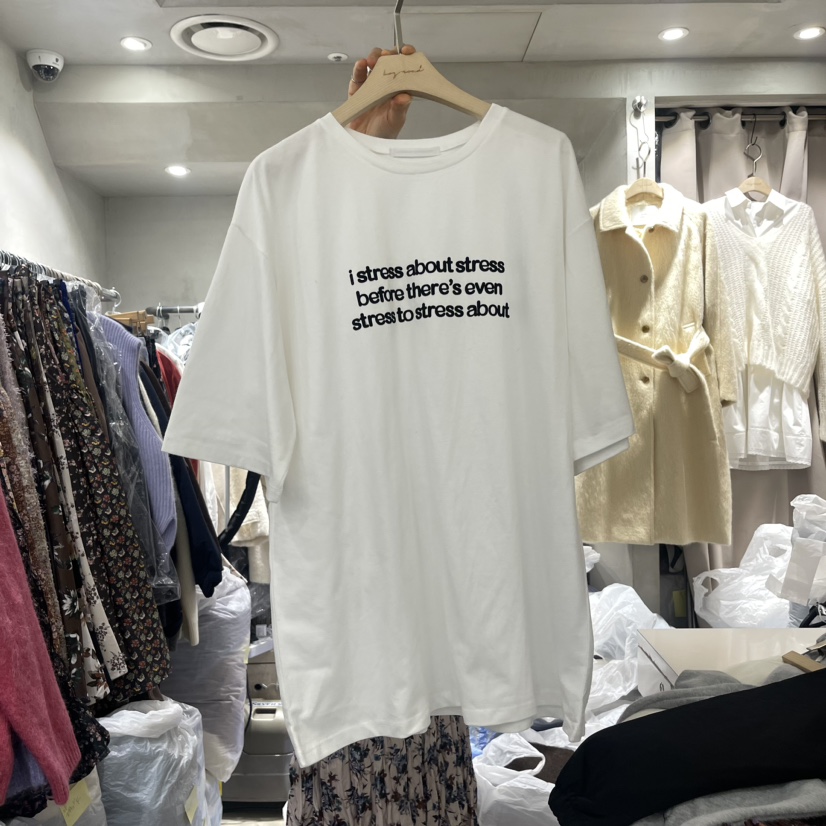 i stress about stress
before there's even
stress to stress about